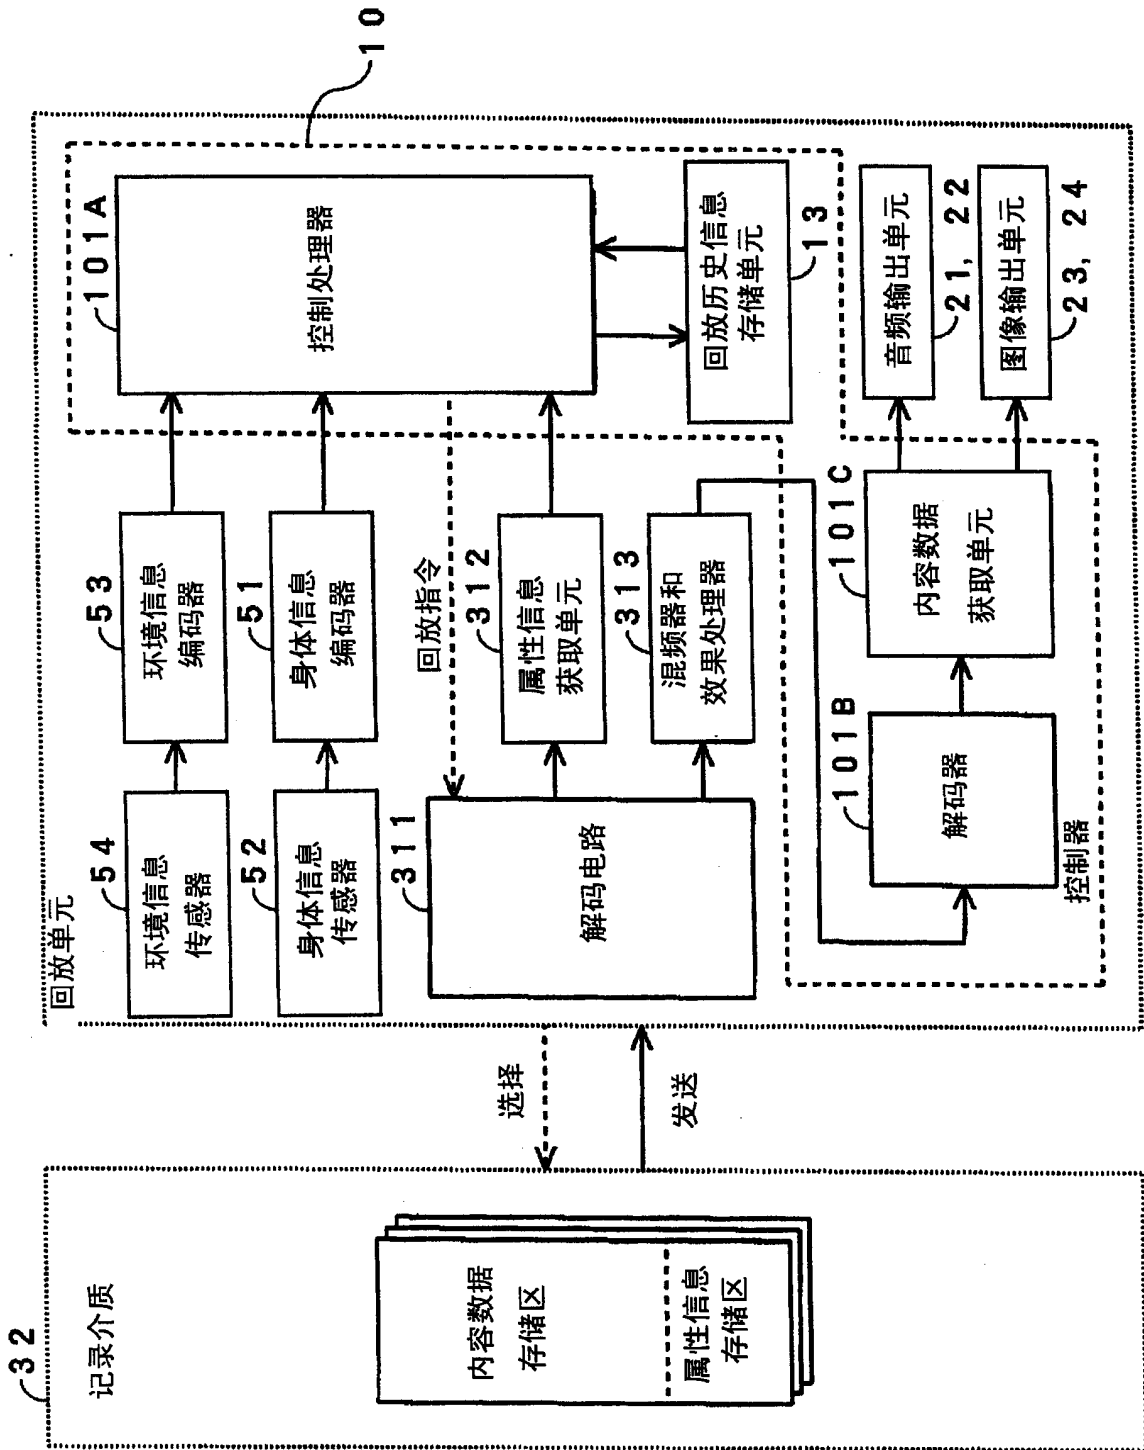 32
记录介质
内容数据
存储区
属性信息
存储区
选择
发送
回放单元
54
环境信息
传感器
53
环境信息
编码器
52
身体信息
传感器
51
身体信息
编码器
101A
控制处理器
10
回放指令
311
解码电路
312
属性信息
获取单元
313
混频器和
效果处理器
回放历史信息
存储单元
13
101B
解码器
101C
内容数据
获取单元
控制器
音频输出单元
21, 22
图像输出单元
23, 24